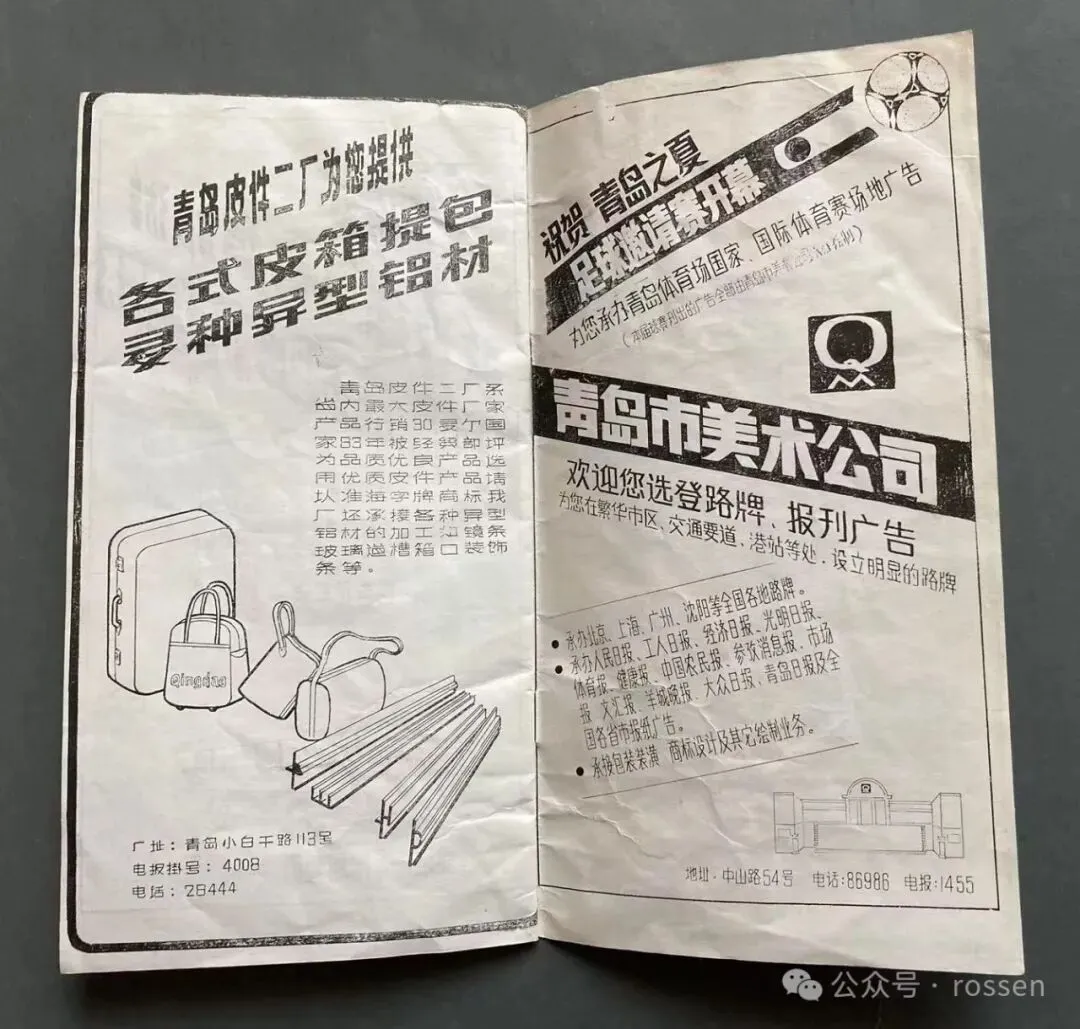 青岛皮件二厂为您提供
各式皮箱提包
多种异型铝材
青岛皮件二厂系
省内最大皮件厂家
产品行销30多个国
家83年被轻工部评
为品质优良产品选
用优质皮件产品请
认准海字牌商标我
厂还承接各种异型
铝材的加工如镜条
玻璃道槽箱口装饰
条等。
Qingdao
厂址：青岛小白干路113号
电报掛号：4008
电话：28444
祝贺 青岛之夏
足球邀请赛开幕
为您承办青岛体育场国家、国际体育赛场地广告
青岛市美术公司
欢迎您选登路牌、报刊广告
为您在繁华市区、交通要道、港站等处、设立明显的路牌
●承办北京、上海、广州、沈阳等全国各地路牌。
●承办人民日报、工人日报、经济日报、光明日报、
体育报、健康报、中国农民报、参攷消息报、市场
报 文汇报、羊城晚报、大众日报、青岛日报及全
国各省市报纸广告。
●承接包装装潢 商标设计及其它绘制业务。
地址·中山路54号 电话:86986 电报:1455
公众号·rossen